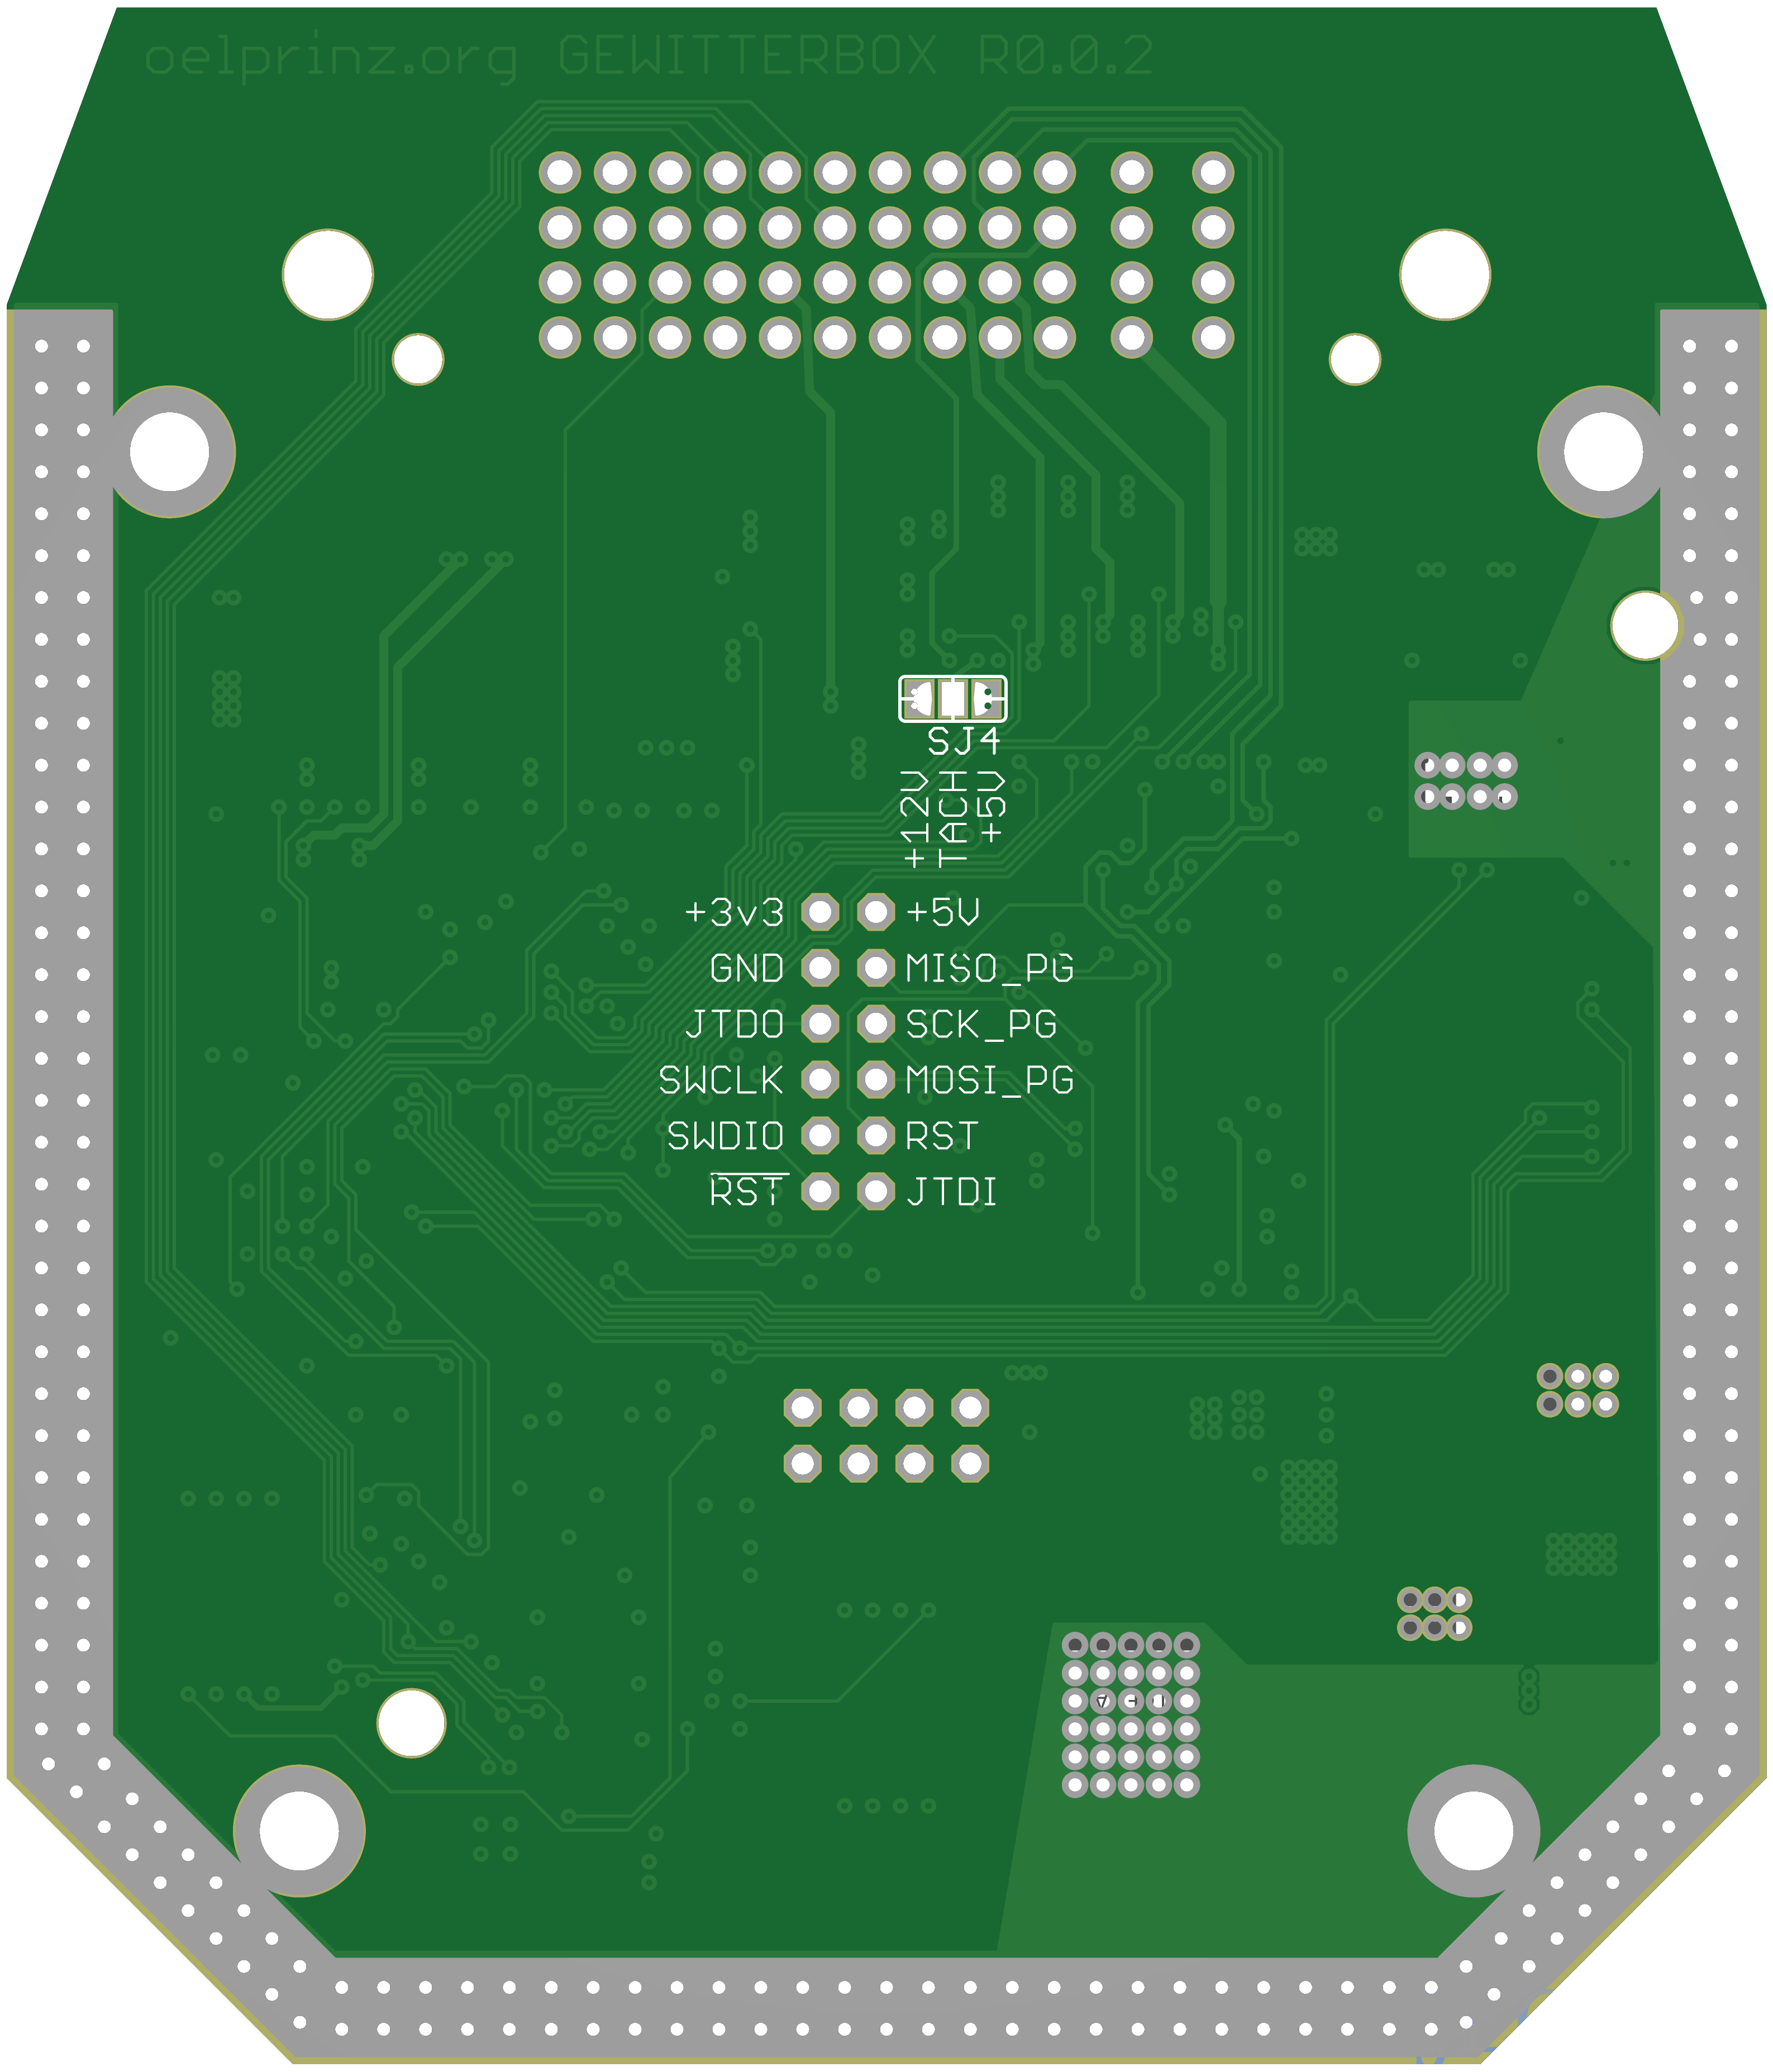 oelprinz.org GEWITTERBOX R0.0.2
SJ4
+12V
TACH
+5V
+3v3 +5V
GND MISO_PG
JTDO SCK_PG
SWCLK MOSI_PG
SWDIO RST
RST JTDI